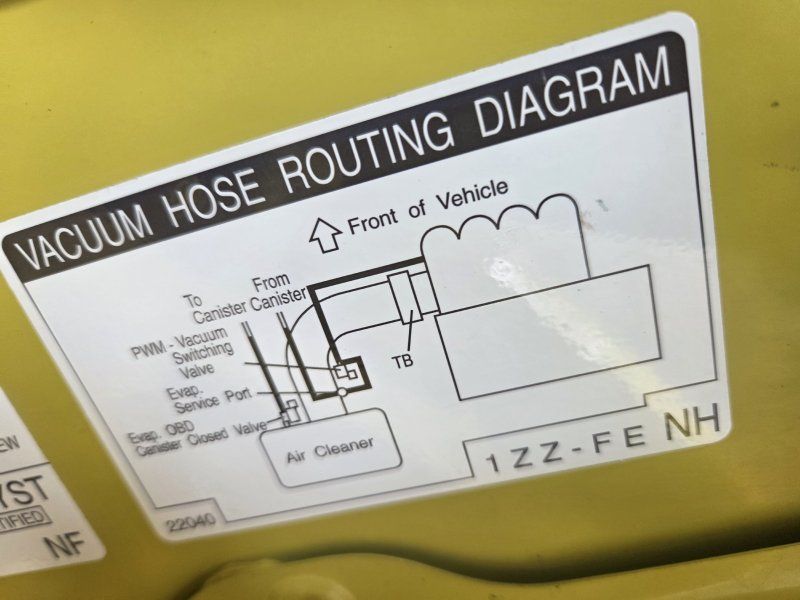 VACUUM HOSE ROUTING DIAGRAM
Front of Vehicle
To
Canister
From
Canister
PWM - Vacuum
Switching
Valve
Evap.
Service Port
Evap. OBD
Canister Closed Valve
TB
Air Cleaner
1ZZ-FE NH
22040
EW
YST
TIFIED
NF